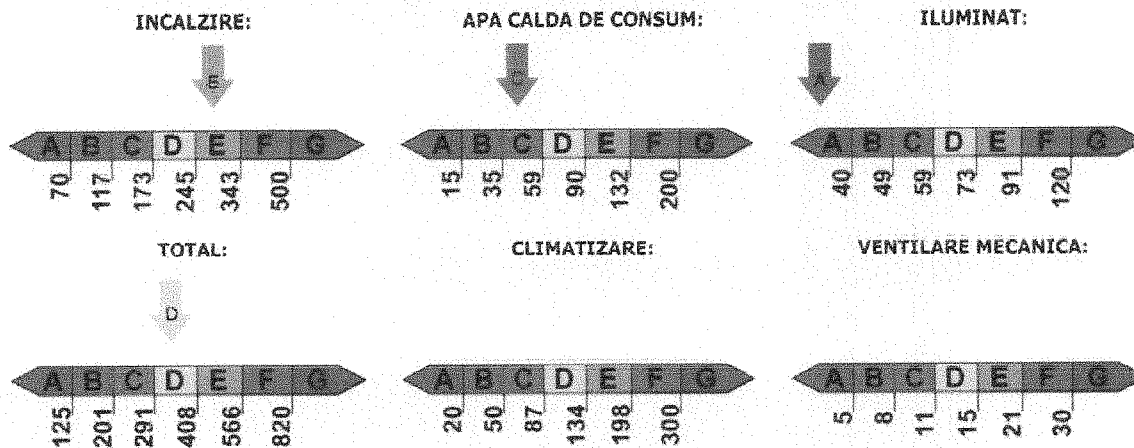 INCALZIRE: APA CALDA DE CONSUM: ILUMINAT:
E C A
A B C D E F G A B C D E F G A B C D E F G
70 117 173 245 343 500 15 35 59 90 132 200 40 49 59 73 91 120
TOTAL: CLIMATIZARE: VENTILARE MECANICA:
D
A B C D E F G A B C D E F G A B C D E F G
125 201 291 408 566 820 20 50 87 134 198 300 5 8 11 15 21 30